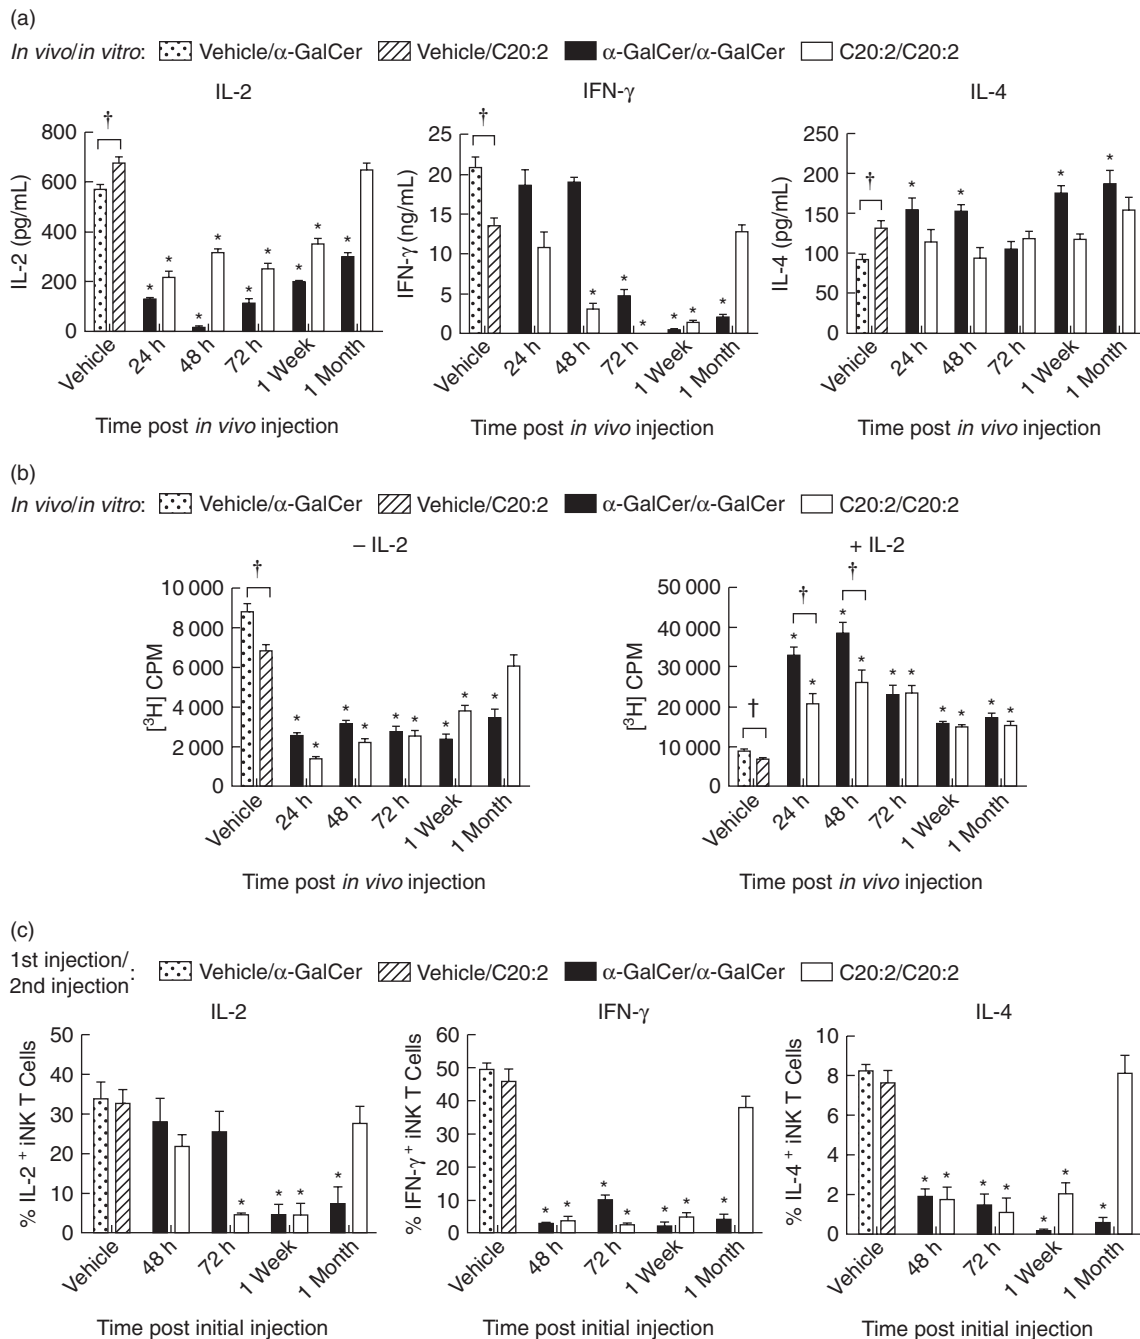 (a)
In vivo/in vitro: Vehicle/α-GalCer Vehicle/C20:2 α-GalCer/α-GalCer C20:2/C20:2
IL-2 IFN-γ IL-4
† † †
IL-2 (pg/mL)
800
600
400
200
0
* * * * * * * * *
Vehicle 24 h 48 h 72 h 1 Week 1 Month
Time post in vivo injection
IFN-γ (ng/mL)
25
20
15
10
5
0
* * * * * *
Vehicle 24 h 48 h 72 h 1 Week 1 Month
Time post in vivo injection
IL-4 (pg/mL)
250
200
150
100
50
0
* * * *
Vehicle 24 h 48 h 72 h 1 Week 1 Month
Time post in vivo injection
(b)
In vivo/in vitro: Vehicle/α-GalCer Vehicle/C20:2 α-GalCer/α-GalCer C20:2/C20:2
– IL-2
†
[³H] CPM
10 000
8 000
6 000
4 000
2 000
0
* * * * * * * * *
Vehicle 24 h 48 h 72 h 1 Week 1 Month
Time post in vivo injection
+ IL-2
† † †
[³H] CPM
50 000
40 000
30 000
20 000
10 000
0
* * * * * * * * * *
Vehicle 24 h 48 h 72 h 1 Week 1 Month
Time post in vivo injection
(c)
1st injection/
2nd injection: Vehicle/α-GalCer Vehicle/C20:2 α-GalCer/α-GalCer C20:2/C20:2
IL-2 IFN-γ IL-4
% IL-2⁺ iNK T Cells
50
40
30
20
10
0
* * * *
Vehicle 48 h 72 h 1 Week 1 Month
Time post initial injection
% IFN-γ⁺ iNK T Cells
60
50
40
30
20
10
0
* * * * * * *
Vehicle 48 h 72 h 1 Week 1 Month
Time post initial injection
% IL-4⁺ iNK T Cells
10
8
6
4
2
0
* * * * * * *
Vehicle 48 h 72 h 1 Week 1 Month
Time post initial injection